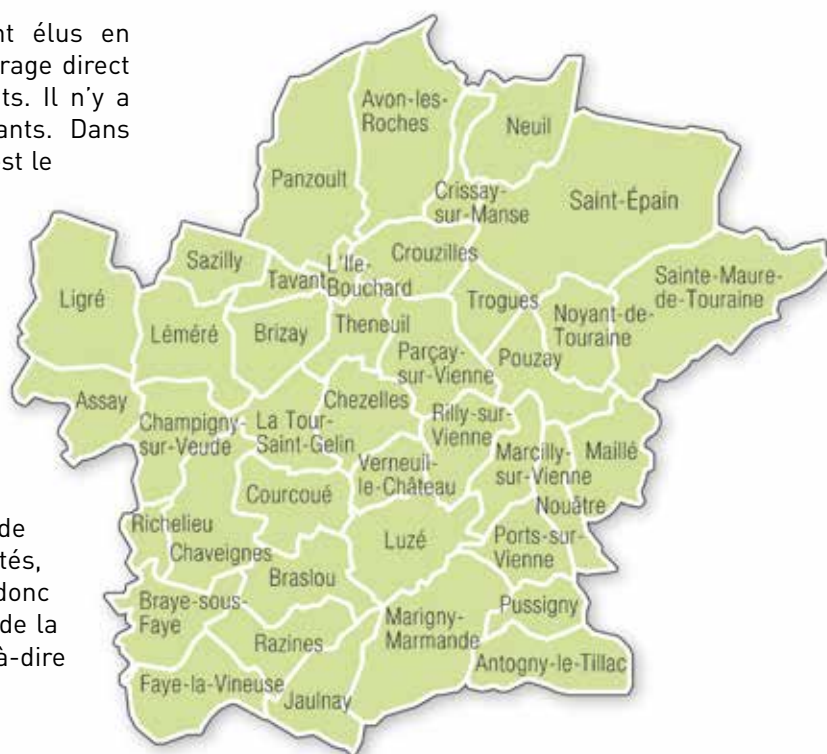 nt élus en
rage direct
ts. Il n'y a
ants. Dans
st le
Avon-les-
Roches
Neuil
Panzoult
Crissay-
sur-Manse
Saint-Épain
Sazilly
L'Ile-
Bouchard
Crouzilles
Tavant
Sainte-Maure-
de-Touraine
Ligré
Léméré
Brizay
Theneuil
Trogues
Noyant-de-
Touraine
Parçay-
sur-Vienne
Pouzay
Assay
Champigny-
sur-Veude
La Tour-
Saint-Gelin
Chezelles
Rilly-sur-
Vienne
Marcilly-
sur-Vienne
Maillé
Verneuil-
le-Château
Courcoué
Nouâtre
Richelieu
Chaveignes
Luzé
Ports-sur-
Vienne
Braslou
Braye-sous-
Faye
Marigny-
Marmande
Pussigny
Razines
Antogny-le-Tillac
Faye-la-Vineuse
Jaulnay
de
tés,
donc
de la
à-dire